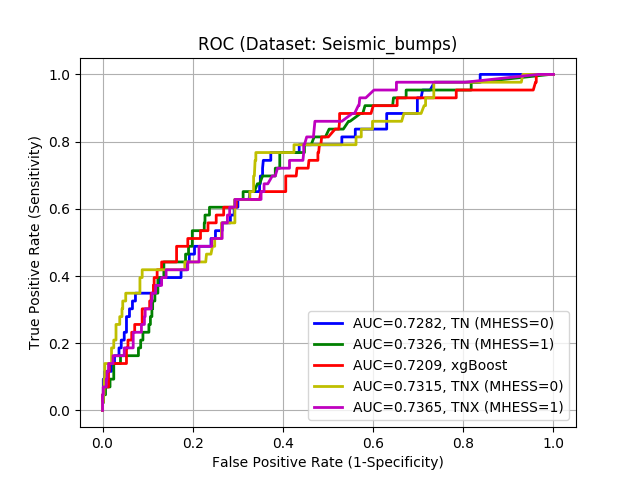 ROC (Dataset: Seismic_bumps)
True Positive Rate (Sensitivity)
1.0
0.8
0.6
0.4
0.2
0.0
AUC=0.7282, TN (MHESS=0)
AUC=0.7326, TN (MHESS=1)
AUC=0.7209, xgBoost
AUC=0.7315, TNX (MHESS=0)
AUC=0.7365, TNX (MHESS=1)
0.0 0.2 0.4 0.6 0.8 1.0
False Positive Rate (1-Specificity)